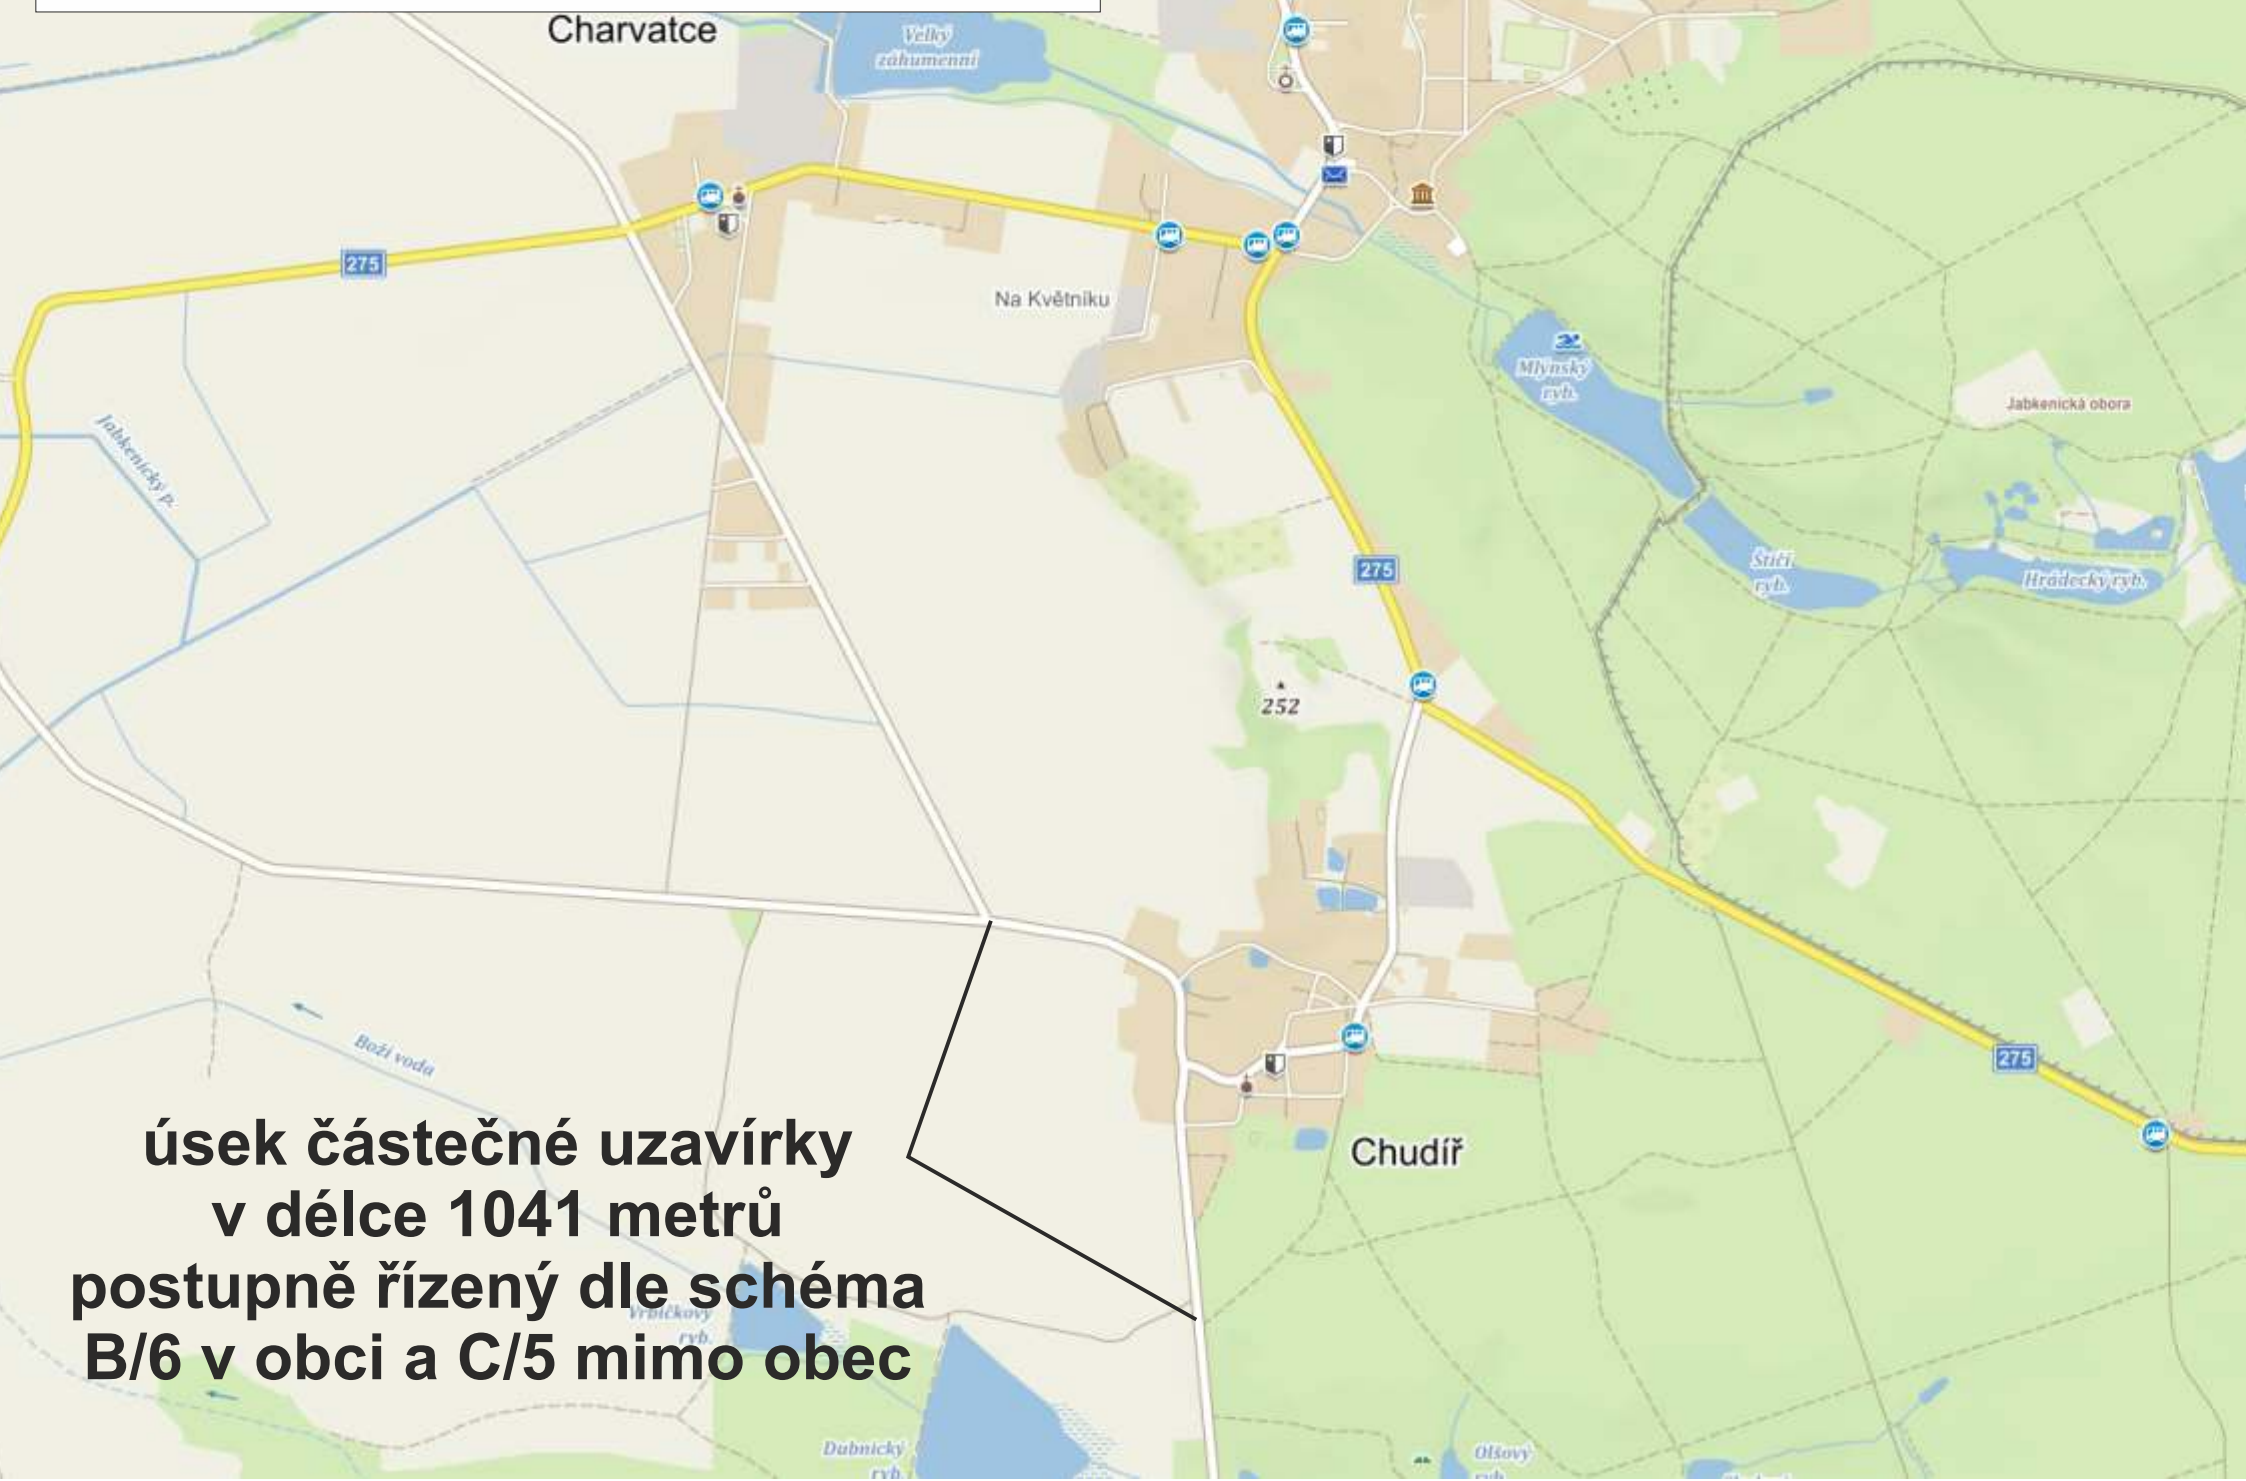 Charvatce
Velký
záhumenní
275
Na Květníku
Mlýnský
ryb.
Jabkenická obora
Jabkenický p.
275
Štičí
ryb.
Hrádecký ryb.
252
Boží voda
275
Chudíř
úsek částečné uzavírky
v délce 1041 metrů
postupně řízený dle schéma
B/6 v obci a C/5 mimo obec
Vrbičkový
ryb.
Dubnický
ryb.
Olšový
ryb.